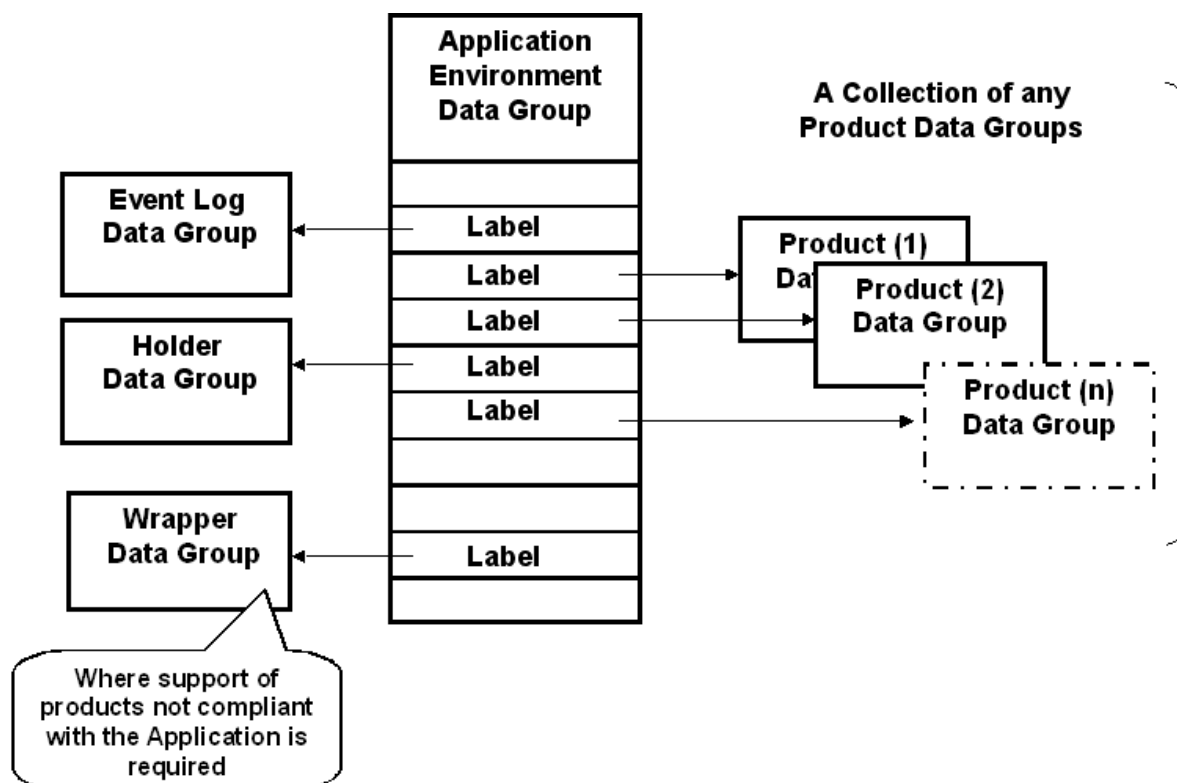 Application
Environment
Data Group
A Collection of any
Product Data Groups
Event Log
Data Group
Label
Label
Label
Label
Label
Label
Product (1)
Dat
Product (2)
Data Group
Product (n)
Data Group
Holder
Data Group
Wrapper
Data Group
Where support of
products not compliant
with the Application is
required